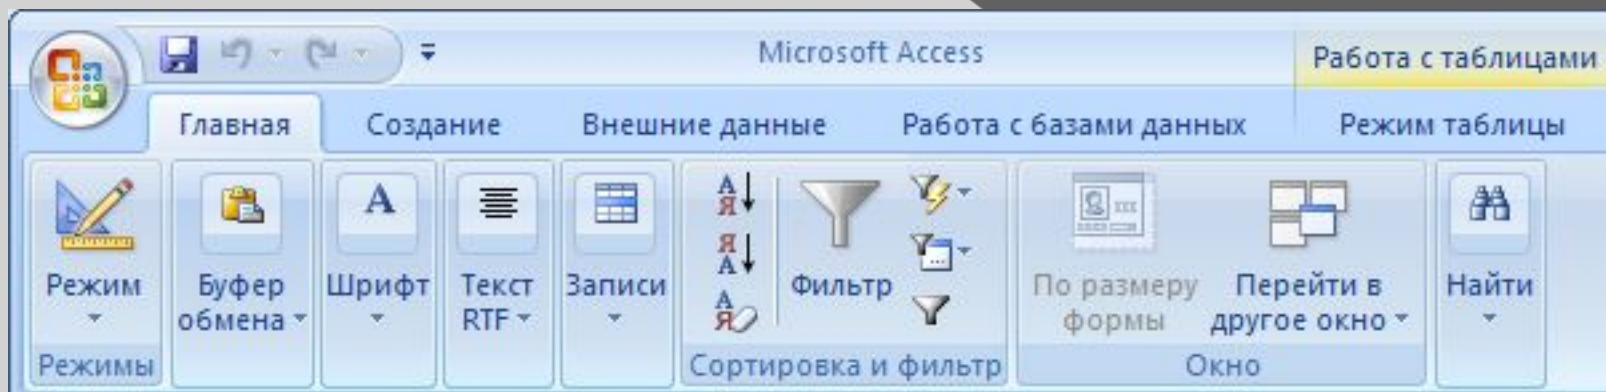 Microsoft Access
Работа с таблицами
Главная
Создание
Внешние данные
Работа с базами данных
Режим таблицы
Режим
Буфер
обмена
Шрифт
Текст
RTF
Записи
Фильтр
По размеру
формы
Перейти в
другое окно
Найти
Режимы
Сортировка и фильтр
Окно